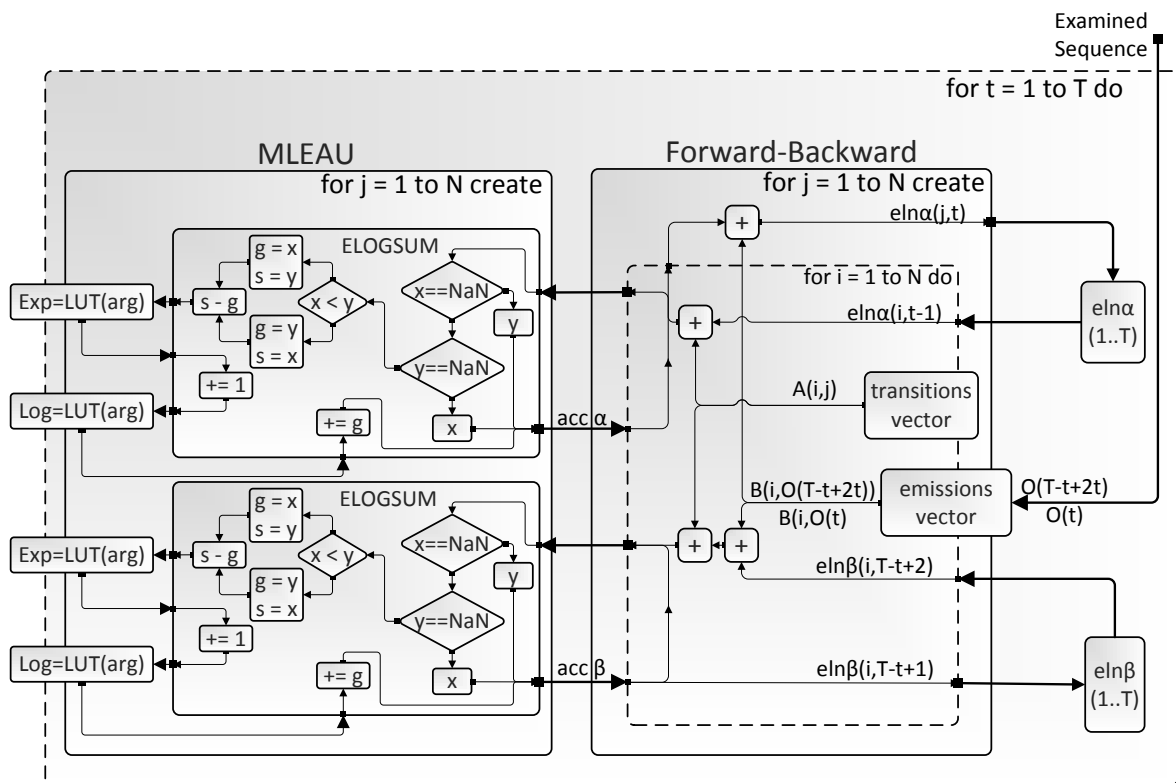 Examined
Sequence
for t = 1 to T do
MLEAU
for j = 1 to N create
ELOGSUM
g = x
s = y
x==NaN
Exp=LUT(arg)
s - g
x < y
y
g = y
s = x
y==NaN
+= 1
Log=LUT(arg)
+= g
x
acc α
ELOGSUM
g = x
s = y
x==NaN
Exp=LUT(arg)
s - g
x < y
y
g = y
s = x
y==NaN
+= 1
Log=LUT(arg)
+= g
x
acc β
Forward-Backward
for j = 1 to N create
+
elnα(j,t)
for i = 1 to N do
+
elnα(i,t-1)
elnα
(1..T)
A(i,j)
transitions
vector
B(i,O(T-t+2t))
B(i,O(t)
emissions
vector
O(T-t+2t)
O(t)
+
+
elnβ(i,T-t+2)
elnβ(i,T-t+1)
elnβ
(1..T)